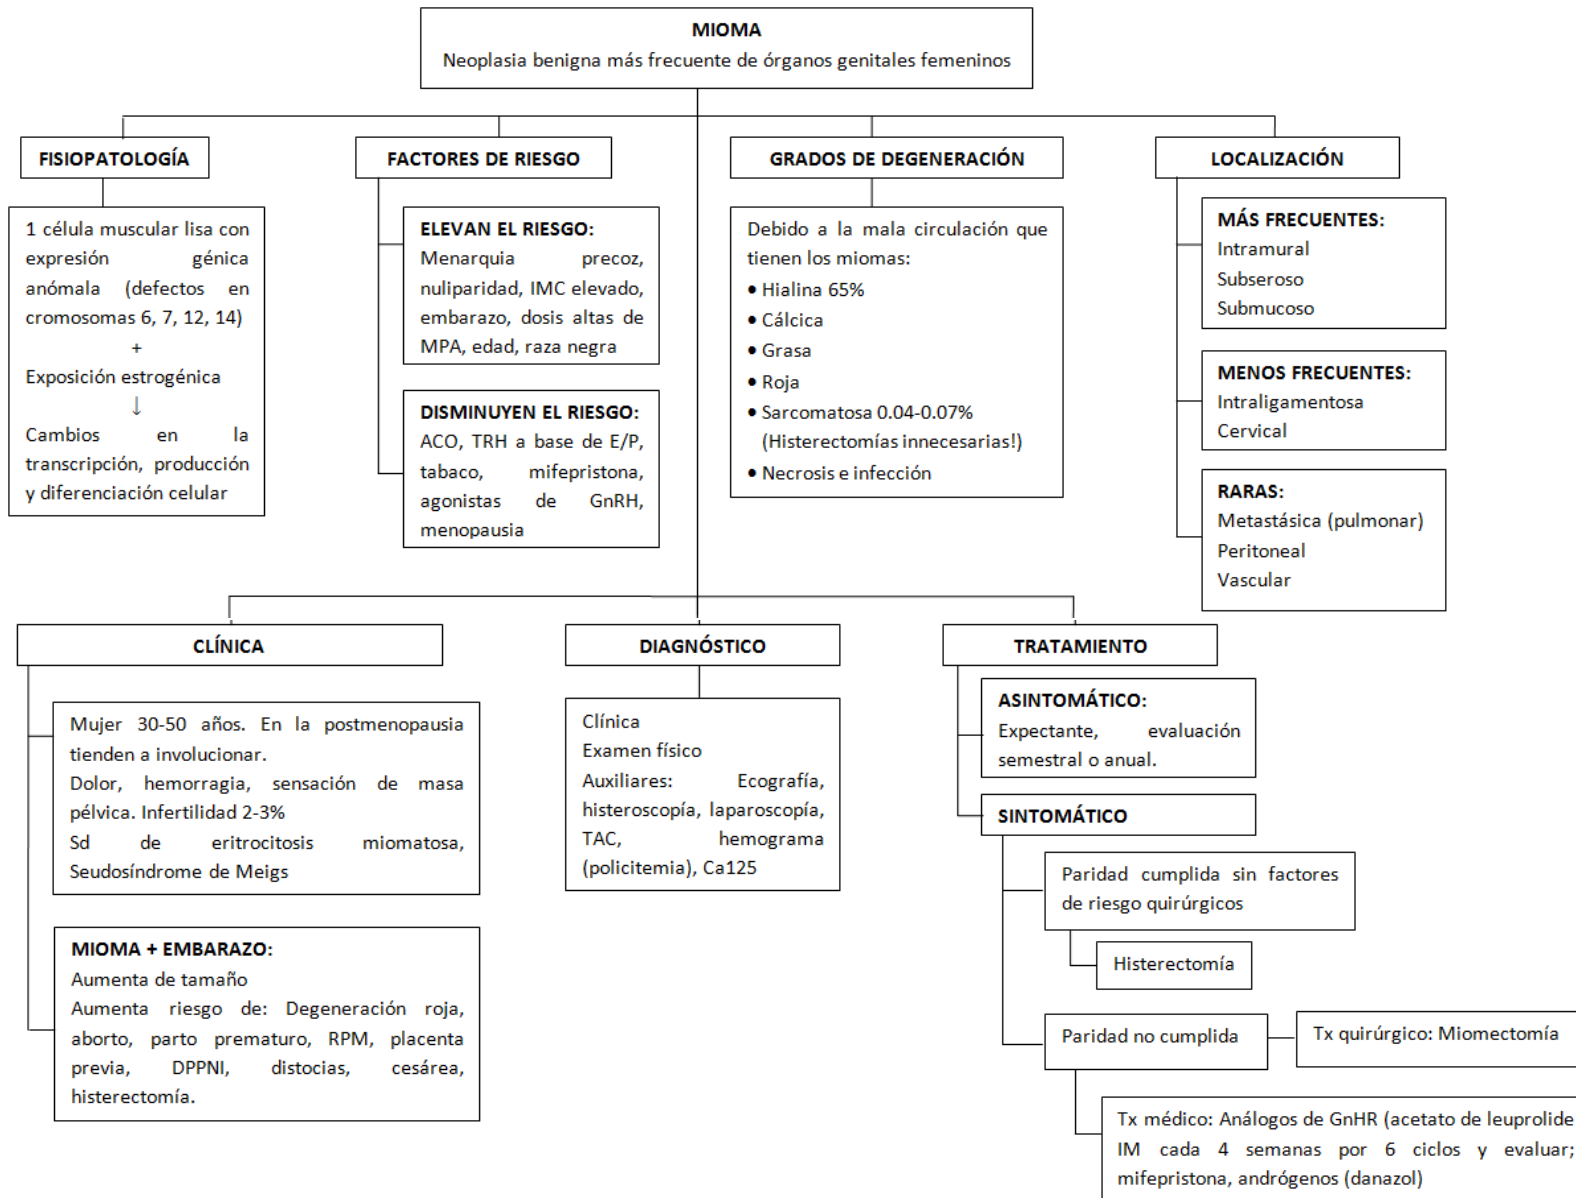 MIOMA
Neoplasia benigna más frecuente de órganos genitales femeninos
FISIOPATOLOGÍA
1 célula muscular lisa con
expresión génica
anómala (defectos en
cromosomas 6, 7, 12, 14)
+
Exposición estrogénica
↓
Cambios en la
transcripción, producción
y diferenciación celular
FACTORES DE RIESGO
ELEVAN EL RIESGO:
Menarquia precoz,
nuliparidad, IMC elevado,
embarazo, dosis altas de
MPA, edad, raza negra
DISMINUYEN EL RIESGO:
ACO, TRH a base de E/P,
tabaco, mifepristona,
agonistas de GnRH,
menopausia
GRADOS DE DEGENERACIÓN
Debido a la mala circulación que
tienen los miomas:
• Hialina 65%
• Cálcica
• Grasa
• Roja
• Sarcomatosa 0.04-0.07%
(Histerectomías innecesarias!)
• Necrosis e infección
LOCALIZACIÓN
MÁS FRECUENTES:
Intramural
Subseroso
Submucoso
MENOS FRECUENTES:
Intraligamentosa
Cervical
RARAS:
Metastásica (pulmonar)
Peritoneal
Vascular
CLÍNICA
Mujer 30-50 años. En la postmenopausia
tienden a involucionar.
Dolor, hemorragia, sensación de masa
pélvica. Infertilidad 2-3%
Sd de eritrocitosis miomatosa,
Seudosíndrome de Meigs
MIOMA + EMBARAZO:
Aumenta de tamaño
Aumenta riesgo de: Degeneración roja,
aborto, parto prematuro, RPM, placenta
previa, DPPNI, distocias, cesárea,
histerectomía.
DIAGNÓSTICO
Clínica
Examen físico
Auxiliares: Ecografía,
histeroscopía, laparoscopía,
TAC, hemograma
(policitemia), Ca125
TRATAMIENTO
ASINTOMÁTICO:
Expectante, evaluación
semestral o anual.
SINTOMÁTICO
Paridad cumplida sin factores
de riesgo quirúrgicos
Histerectomía
Paridad no cumplida
Tx quirúrgico: Miomectomía
Tx médico: Análogos de GnHR (acetato de leuprolide
IM cada 4 semanas por 6 ciclos y evaluar;
mifepristona, andrógenos (danazol)